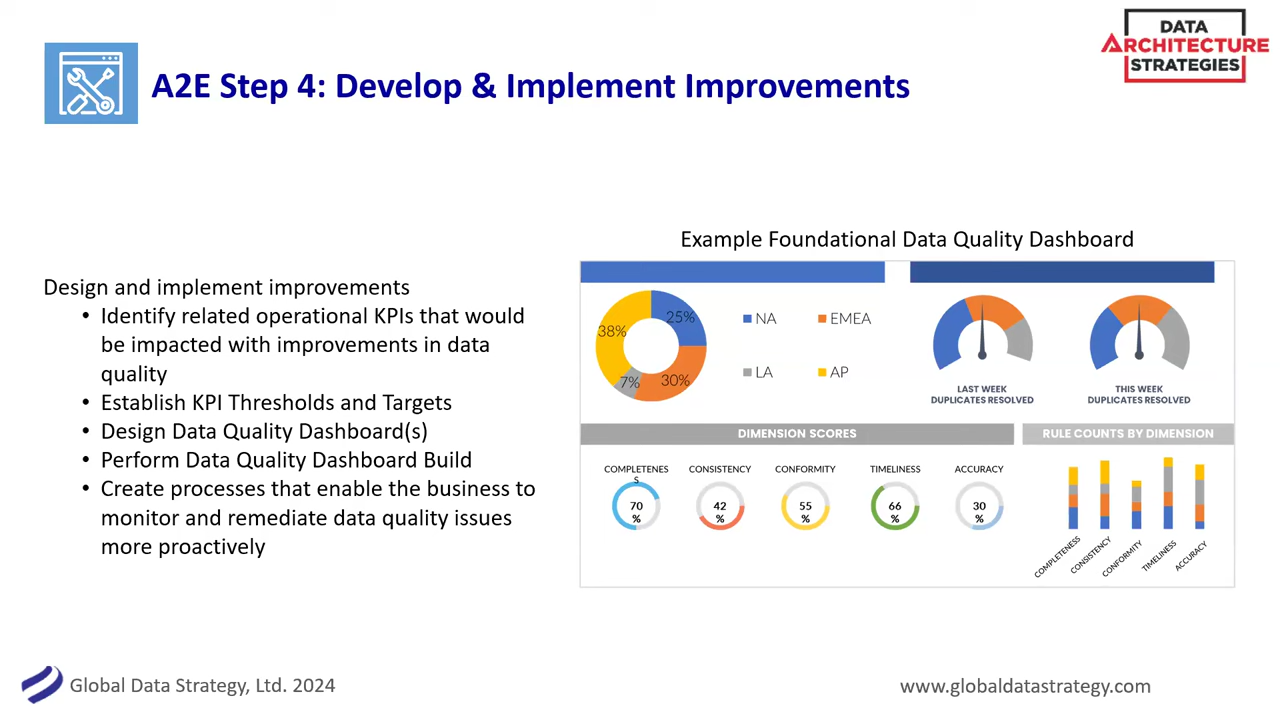 DATA
ARCHITECTURE
STRATEGIES
A2E Step 4: Develop & Implement Improvements
Design and implement improvements
• Identify related operational KPIs that would
be impacted with improvements in data
quality
• Establish KPI Thresholds and Targets
• Design Data Quality Dashboard(s)
• Perform Data Quality Dashboard Build
• Create processes that enable the business to
monitor and remediate data quality issues
more proactively
Example Foundational Data Quality Dashboard
25%
38%
7%
30%
NA
EMEA
LA
AP
LAST WEEK
DUPLICATES RESOLVED
THIS WEEK
DUPLICATES RESOLVED
DIMENSION SCORES
COMPLETENES
S
70
%
CONSISTENCY
42
%
CONFORMITY
55
%
TIMELINESS
66
%
ACCURACY
30
%
RULE COUNTS BY DIMENSION
COMPLETENESS
CONSISTENCY
CONFORMITY
TIMELINESS
ACCURACY
Global Data Strategy, Ltd. 2024
www.globaldatastrategy.com